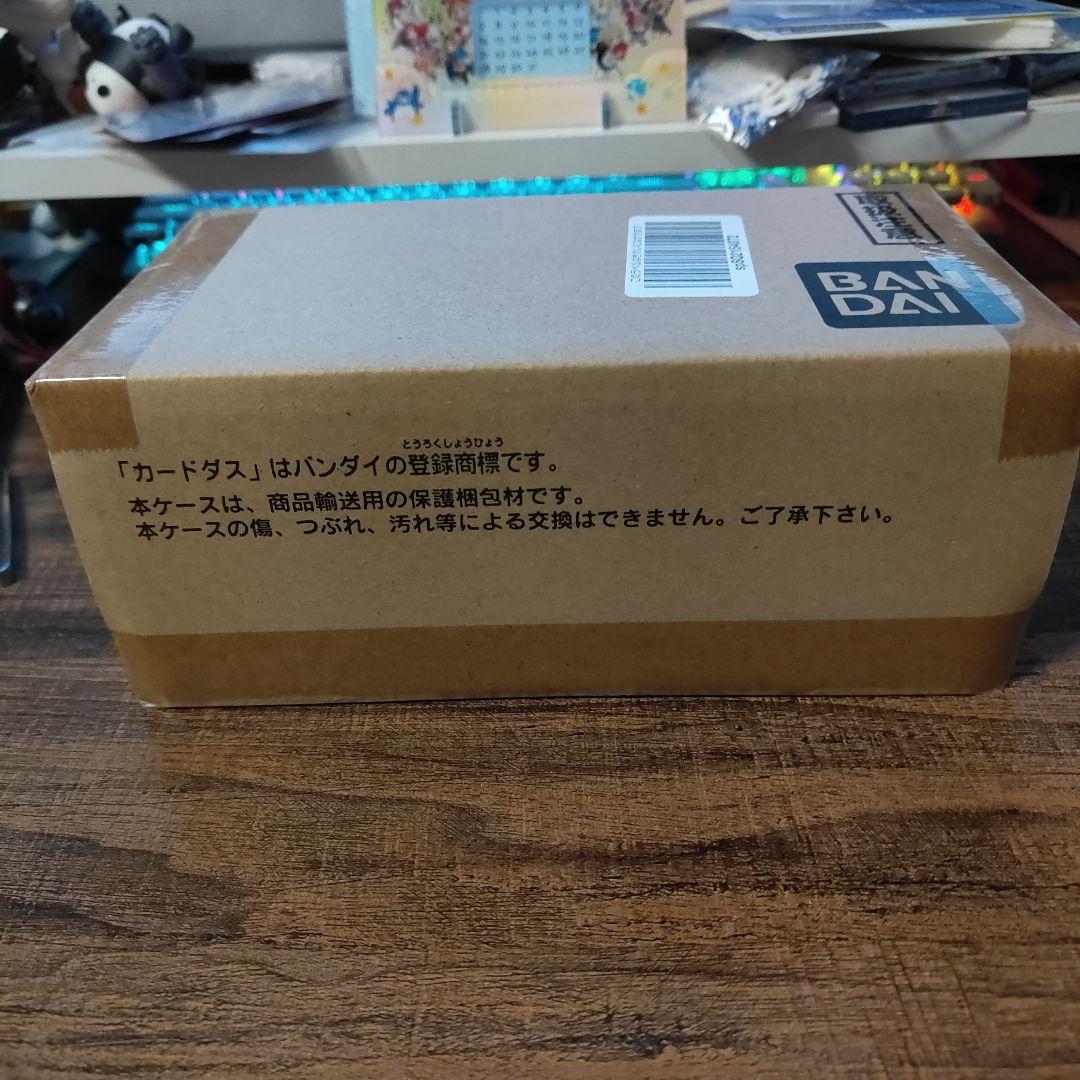 BAN
DAI
とうろくしょうひょう
「カードダス」はバンダイの登録商標です。
本ケースは、商品輸送用の保護梱包材です。
本ケースの傷、つぶれ、汚れ等による交換はできません。ご了承下さい。